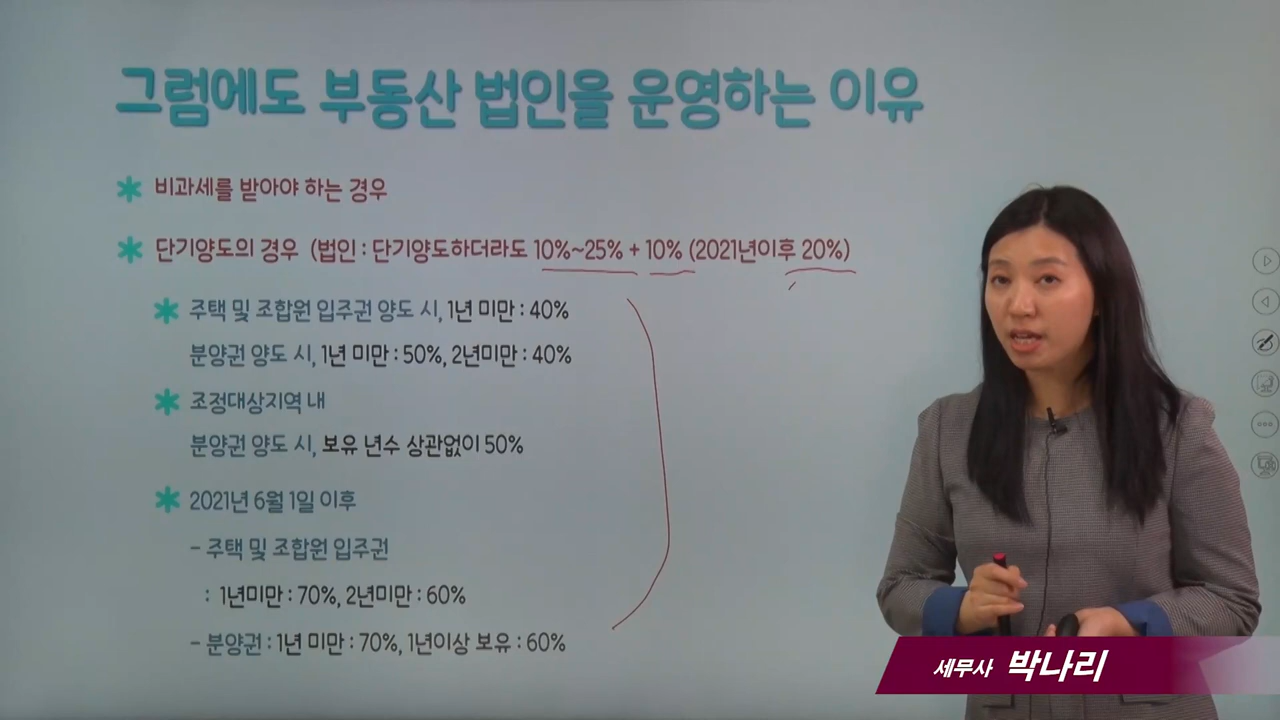 그럼에도 부동산 법인을 운영하는 이유
비과세를 받아야 하는 경우
단기양도의 경우 (법인 : 단기양도하더라도 10%~25% + 10% (2021년이후 20%)
주택 및 조합원 입주권 양도 시, 1년 미만 : 40%
분양권 양도 시, 1년 미만 : 50%, 2년미만 : 40%
조정대상지역 내
분양권 양도 시, 보유 년수 상관없이 50%
2021년 6월 1일 이후
- 주택 및 조합원 입주권
: 1년미만 : 70%, 2년미만 : 60%
- 분양권 : 1년 미만 : 70%, 1년이상 보유 : 60%
세무사 박나리